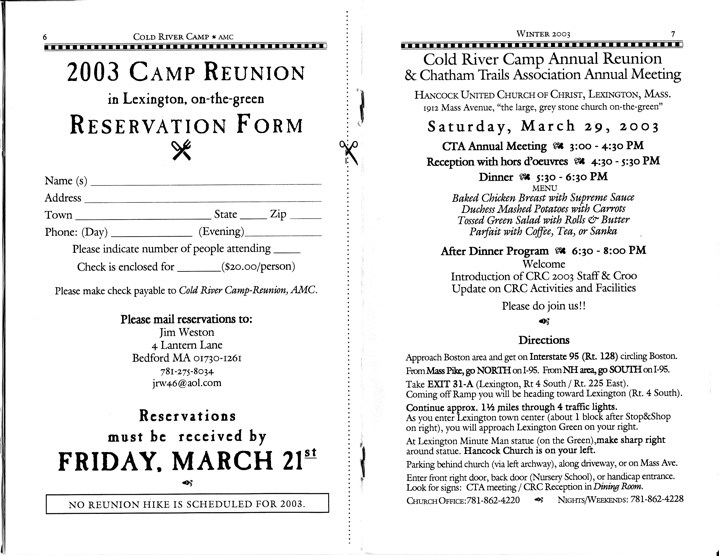 6 COLD RIVER CAMP ★ AMC
2003 CAMP REUNION
in Lexington, on-the-green
RESERVATION FORM
Name (s)
Address
Town State Zip
Phone: (Day) (Evening)
Please indicate number of people attending
Check is enclosed for ($20.00/person)
Please make check payable to Cold River Camp-Reunion, AMC.
Please mail reservations to:
Jim Weston
4 Lantern Lane
Bedford MA 01730-1261
781-275-8034
jrw46@aol.com
Reservations
must be received by
FRIDAY, MARCH 21st
NO REUNION HIKE IS SCHEDULED FOR 2003.
WINTER 2003 7
Cold River Camp Annual Reunion
& Chatham Trails Association Annual Meeting
HANCOCK UNITED CHURCH OF CHRIST, LEXINGTON, MASS.
1912 Mass Avenue, "the large, grey stone church on-the-green"
Saturday, March 29, 2003
CTA Annual Meeting 3:00 - 4:30 PM
Reception with hors d'oeuvres 4:30 - 5:30 PM
Dinner 5:30 - 6:30 PM
MENU
Baked Chicken Breast with Supreme Sauce
Duchess Mashed Potatoes with Carrots
Tossed Green Salad with Rolls & Butter
Parfait with Coffee, Tea, or Sanka
After Dinner Program 6:30 - 8:00 PM
Welcome
Introduction of CRC 2003 Staff & Croo
Update on CRC Activities and Facilities
Please do join us!!
Directions
Approach Boston area and get on Interstate 95 (Rt. 128) circling Boston.
From Mass Pike, go NORTH on I-95. From NH area, go SOUTH on I-95.
Take EXIT 31-A (Lexington, Rt 4 South / Rt. 225 East).
Coming off Ramp you will be heading toward Lexington (Rt. 4 South).
Continue approx. 1½ miles through 4 traffic lights.
As you enter Lexington town center (about 1 block after Stop&Shop
on right), you will approach Lexington Green on your right.
At Lexington Minute Man statue (on the Green),make sharp right
around statue. Hancock Church is on your left.
Parking behind church (via left archway), along driveway, or on Mass Ave.
Enter front right door, back door (Nursery School), or handicap entrance.
Look for signs: CTA meeting / CRC Reception in Dining Room.
CHURCH OFFICE:781-862-4220 NIGHTS/WEEKENDS: 781-862-4228